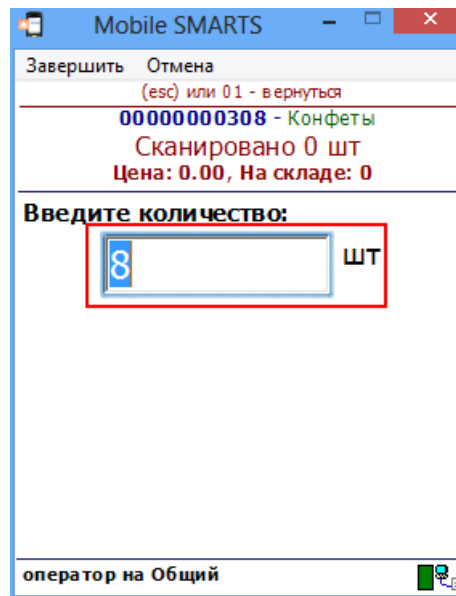 Mobile SMARTS
Завершить Отмена
(esc) или 01 - вернуться
00000000308 - Конфеты
Сканировано 0 шт
Цена: 0.00, На складе: 0
Введите количество:
8 шт
оператор на Общий